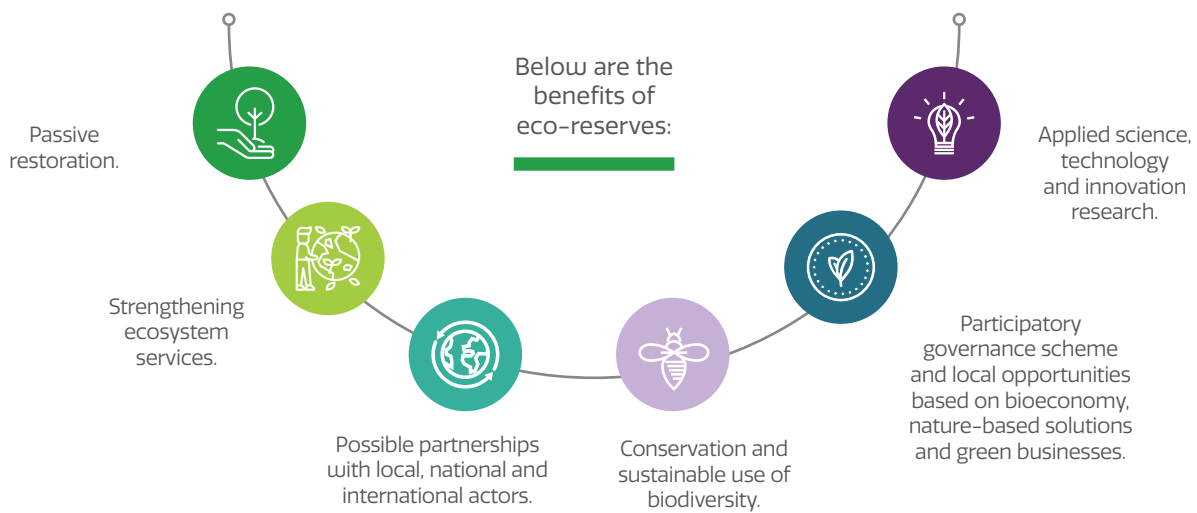 Below are the
benefits of
eco-reserves:
Passive
restoration.
Strengthening
ecosystem
services.
Possible partnerships
with local, national and
international actors.
Conservation and
sustainable use of
biodiversity.
Participatory
governance scheme
and local opportunities
based on bioeconomy,
nature-based solutions
and green businesses.
Applied science,
technology
and innovation
research.